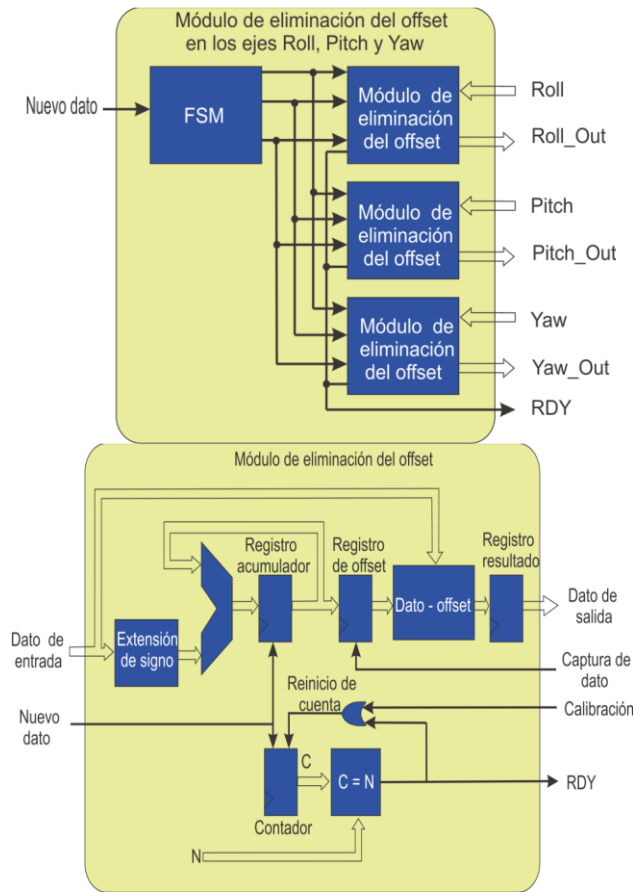 Módulo de eliminación del offset
en los ejes Roll, Pitch y Yaw
Nuevo dato
FSM
Módulo de
eliminación
del offset
Roll
Roll_Out
Módulo de
eliminación
del offset
Pitch
Pitch_Out
Módulo de
eliminación
del offset
Yaw
Yaw_Out
RDY
Módulo de eliminación del offset
Registro
acumulador
Registro
de offset
Registro
resultado
Dato de
entrada
Extensión
de signo
Dato - offset
Dato de
salida
Captura de
dato
Nuevo
dato
Reinicio de
cuenta
Calibración
C
C = N
RDY
Contador
N